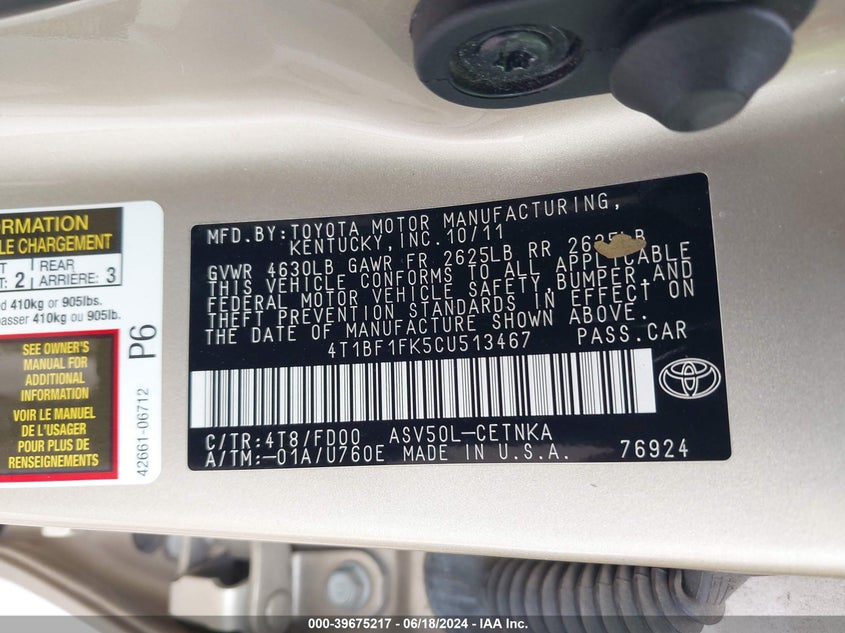 ORMATION
LE CHARGEMENT
T
: 2
REAR
ARRIÈRE: 3
d 410kg or 905lbs.
passer 410kg ou 905lb.
SEE OWNER'S
MANUAL FOR
ADDITIONAL
INFORMATION
VOIR LE MANUEL
DE L'USAGER
POUR PLUS DE
RENSEIGNEMENTS
P6
42661-06712
MFD.BY:TOYOTA MOTOR MANUFACTURING,
KENTUCKY,INC.10/11
GVWR 4630LB GAWR FR 2625LB RR 2625LB
THIS VEHICLE CONFORMS TO ALL APPLICABLE
FEDERAL MOTOR VEHICLE SAFETY,BUMPER,AND
THEFT PREVENTION STANDARDS IN EFFECT ON
THE DATE OF MANUFACTURE SHOWN ABOVE.
4T1BF1FK5CU513467 PASS.CAR
C/TR:4T8/FD00 ASV50L-CETNKA
A/TM:-01A/U760E MADE IN U.S.A. 76924
000-39675217 - 06/18/2024 - IAA